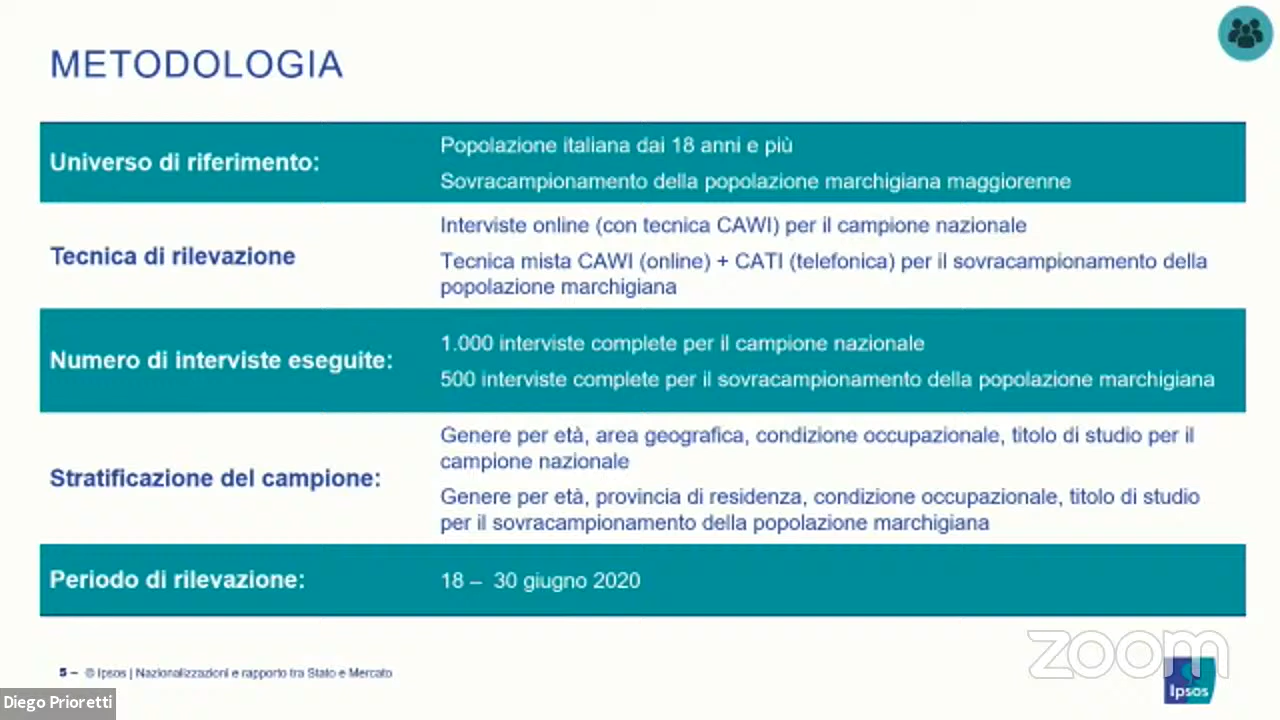 METODOLOGIA
Universo di riferimento:
Popolazione italiana dai 18 anni e più
Sovracampionamento della popolazione marchigiana maggiorenne
Tecnica di rilevazione
Interviste online (con tecnica CAWI) per il campione nazionale
Tecnica mista CAWI (online) + CATI (telefonica) per il sovracampionamento della
popolazione marchigiana
Numero di interviste eseguite:
1.000 interviste complete per il campione nazionale
500 interviste complete per il sovracampionamento della popolazione marchigiana
Stratificazione del campione:
Genere per età, area geografica, condizione occupazionale, titolo di studio per il
campione nazionale
Genere per età, provincia di residenza, condizione occupazionale, titolo di studio
per il sovracampionamento della popolazione marchigiana
Periodo di rilevazione:
18 – 30 giugno 2020
5 – © Ipsos | Nazionalizzazioni e rapporto tra Stato e Mercato
zoom
Ipsos
Diego Prioretti